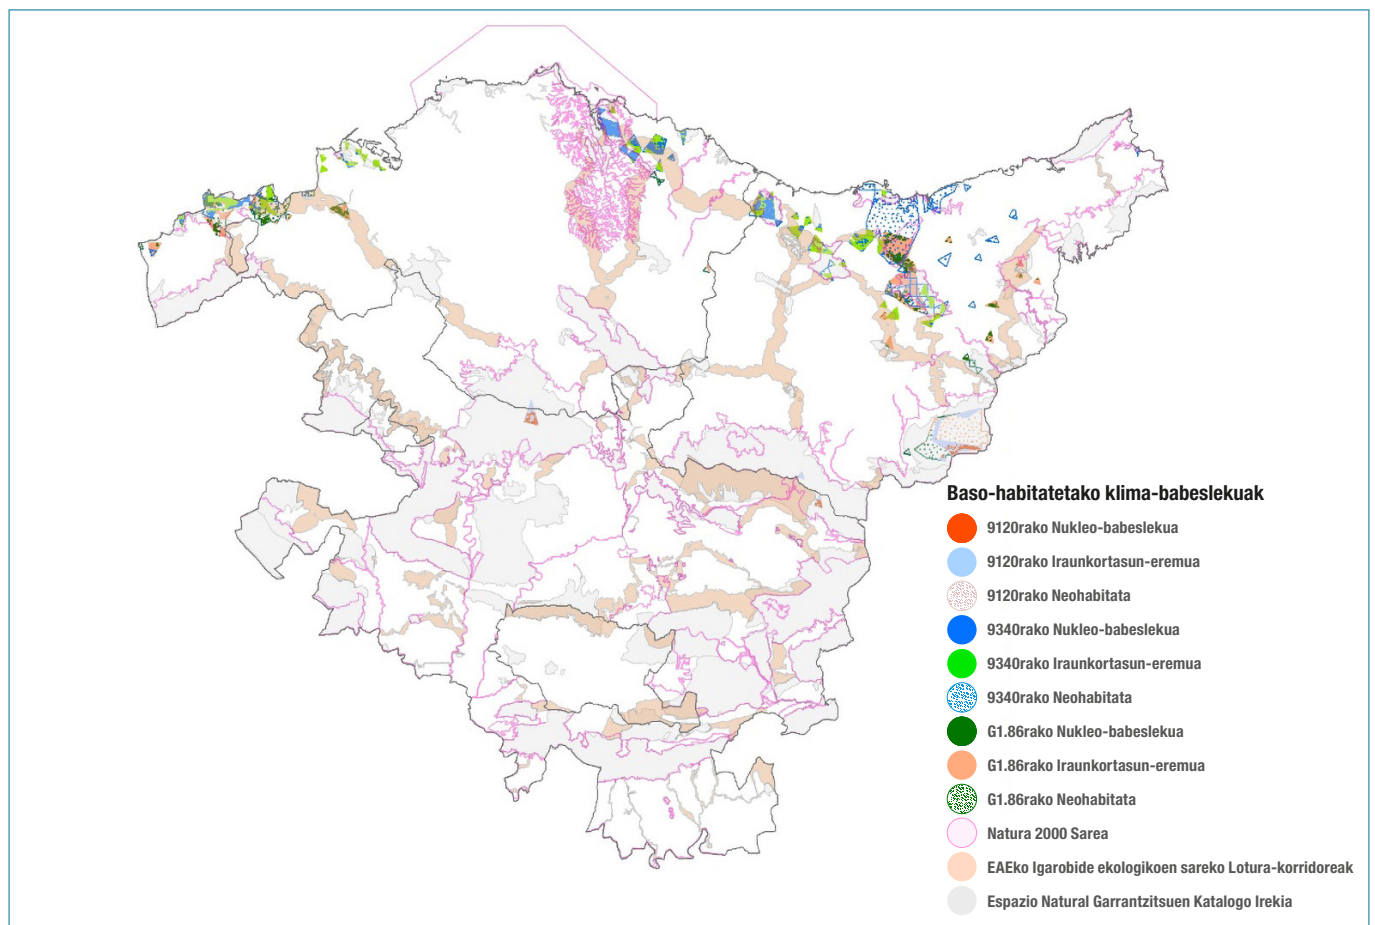 Baso-habitatetako klima-babeslekuak
9120rako Nukleo-babeslekua
9120rako Iraunkortasun-eremua
9120rako Neohabitata
9340rako Nukleo-babeslekua
9340rako Iraunkortasun-eremua
9340rako Neohabitata
G1.86rako Nukleo-babeslekua
G1.86rako Iraunkortasun-eremua
G1.86rako Neohabitata
Natura 2000 Sarea
EAEko Igarobide ekologikoen sareko Lotura-korridoreak
Espazio Natural Garrantzitsuen Katalogo Irekia